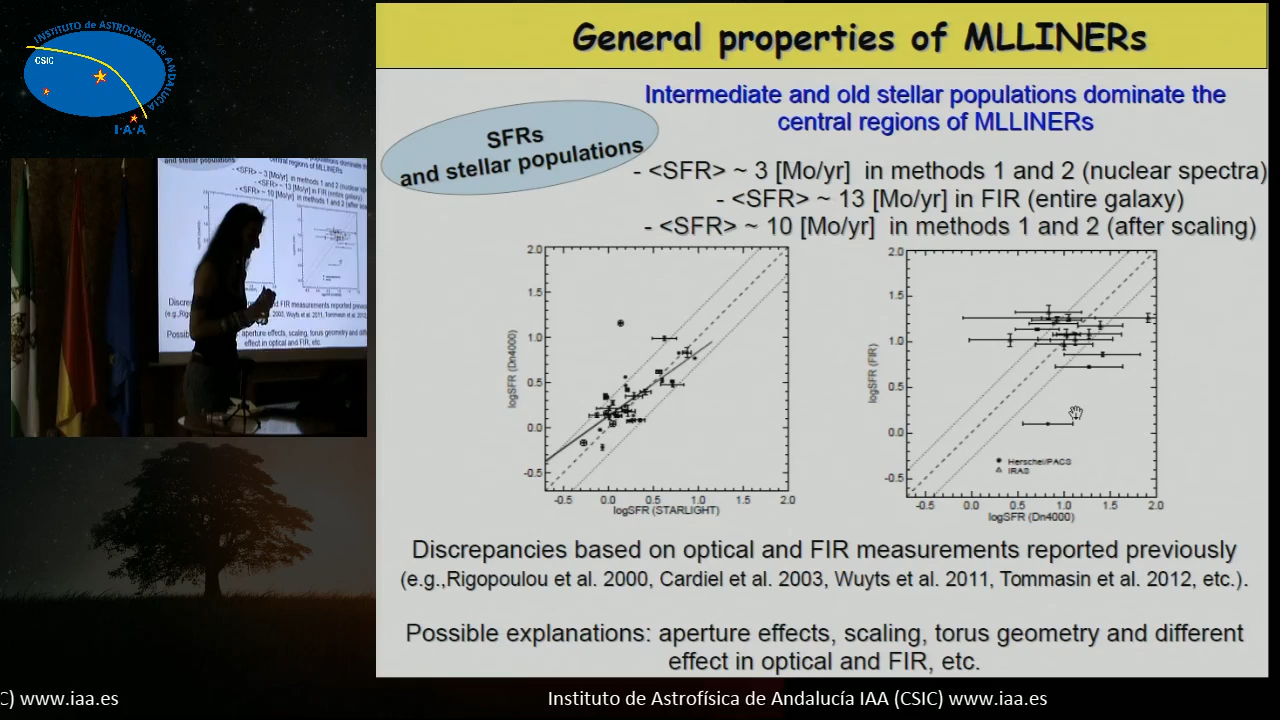 INSTITUTO de ASTROFÍSICA de ANDALUCÍA
CSIC
I·A·A
General properties of MLLINERs
Intermediate and old stellar populations dominate the
central regions of MLLINERs
SFRs
and stellar populations
- <SFR> ~ 3 [Mo/yr] in methods 1 and 2 (nuclear spectra)
- <SFR> ~ 13 [Mo/yr] in FIR (entire galaxy)
- <SFR> ~ 10 [Mo/yr] in methods 1 and 2 (after scaling)
2.0
1.5
1.0
0.5
0.0
-0.5
logSFR (Dn4000)
-0.5 0.0 0.5 1.0 1.5 2.0
logSFR (STARLIGHT)
2.0
1.5
1.0
0.5
0.0
-0.5
logSFR (FIR)
Herschel/PACS
IRAS
-0.5 0.0 0.5 1.0 1.5 2.0
logSFR (Dn4000)
Discrepancies based on optical and FIR measurements reported previously
(e.g.,Rigopoulou et al. 2000, Cardiel et al. 2003, Wuyts et al. 2011, Tommasin et al. 2012, etc.).
Possible explanations: aperture effects, scaling, torus geometry and different
effect in optical and FIR, etc.
C) www.iaa.es
Instituto de Astrofísica de Andalucía IAA (CSIC) www.iaa.es